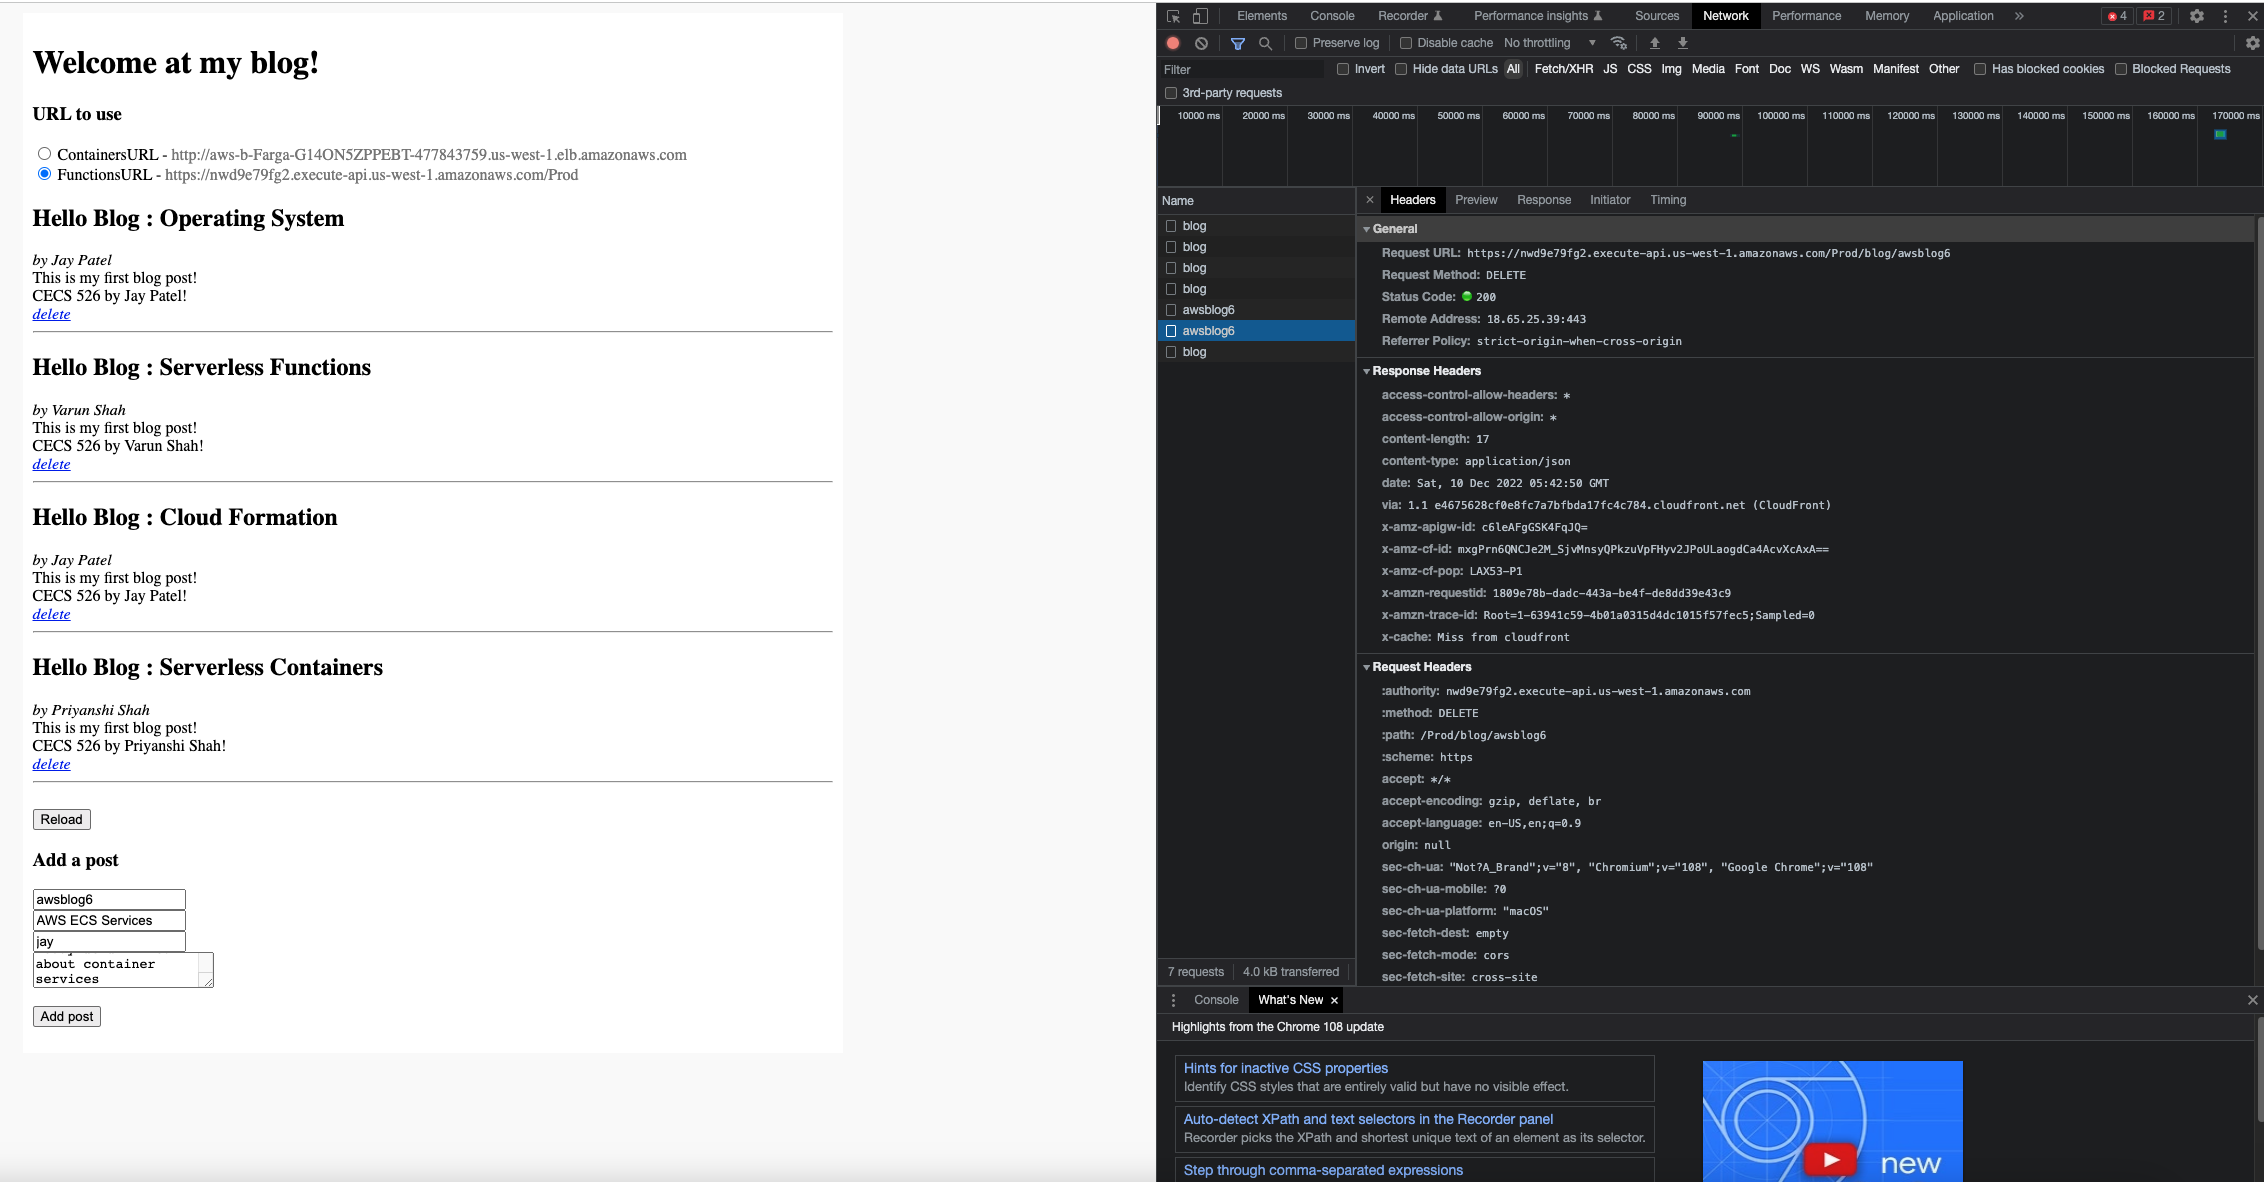 Welcome at my blog!
URL to use
ContainersURL - http://aws-b-Farga-G14ON5ZPPEBT-477843759.us-west-1.elb.amazonaws.com
FunctionsURL - https://nwd9e79fg2.execute-api.us-west-1.amazonaws.com/Prod
Hello Blog : Operating System
by Jay Patel
This is my first blog post!
CECS 526 by Jay Patel!
delete
Hello Blog : Serverless Functions
by Varun Shah
This is my first blog post!
CECS 526 by Varun Shah!
delete
Hello Blog : Cloud Formation
by Jay Patel
This is my first blog post!
CECS 526 by Jay Patel!
delete
Hello Blog : Serverless Containers
by Priyanshi Shah
This is my first blog post!
CECS 526 by Priyanshi Shah!
delete
Reload
Add a post
awsblog6
AWS ECS Services
jay
about container
services
Add post
Elements Console Recorder Performance insights Sources Network Performance Memory Application 4 2
Preserve log Disable cache No throttling
Filter Invert Hide data URLs All Fetch/XHR JS CSS Img Media Font Doc WS Wasm Manifest Other Has blocked cookies Blocked Requests
3rd-party requests
10000 ms 20000 ms 30000 ms 40000 ms 50000 ms 60000 ms 70000 ms 80000 ms 90000 ms 100000 ms 110000 ms 120000 ms 130000 ms 140000 ms 150000 ms 160000 ms 170000 ms
Name
blog
blog
blog
blog
awsblog6
awsblog6
blog
7 requests 4.0 kB transferred
Headers Preview Response Initiator Timing
General
Request URL: https://nwd9e79fg2.execute-api.us-west-1.amazonaws.com/Prod/blog/awsblog6
Request Method: DELETE
Status Code: 200
Remote Address: 18.65.25.39:443
Referrer Policy: strict-origin-when-cross-origin
Response Headers
access-control-allow-headers: *
access-control-allow-origin: *
content-length: 17
content-type: application/json
date: Sat, 10 Dec 2022 05:42:50 GMT
via: 1.1 e4675628cf0e8fc7a7bfbda17fc4c784.cloudfront.net (CloudFront)
x-amz-apigw-id: c6leAFgGSK4FqJQ=
x-amz-cf-id: mxgPrn6QNCJe2M_SjvMnsyQPkzuVpFHyv2JPoULaogdCa4AcvXcAxA==
x-amz-cf-pop: LAX53-P1
x-amzn-requestid: 1809e78b-dadc-443a-be4f-de8dd39e43c9
x-amzn-trace-id: Root=1-63941c59-4b01a0315d4dc1015f57fec5;Sampled=0
x-cache: Miss from cloudfront
Request Headers
:authority: nwd9e79fg2.execute-api.us-west-1.amazonaws.com
:method: DELETE
:path: /Prod/blog/awsblog6
:scheme: https
accept: */*
accept-encoding: gzip, deflate, br
accept-language: en-US,en;q=0.9
origin: null
sec-ch-ua: "Not?A_Brand";v="8", "Chromium";v="108", "Google Chrome";v="108"
sec-ch-ua-mobile: ?0
sec-ch-ua-platform: "macOS"
sec-fetch-dest: empty
sec-fetch-mode: cors
sec-fetch-site: cross-site
Console What's New
Highlights from the Chrome 108 update
Hints for inactive CSS properties
Identify CSS styles that are entirely valid but have no visible effect.
Auto-detect XPath and text selectors in the Recorder panel
Recorder picks the XPath and shortest unique text of an element as its selector.
Step through comma-separated expressions
new